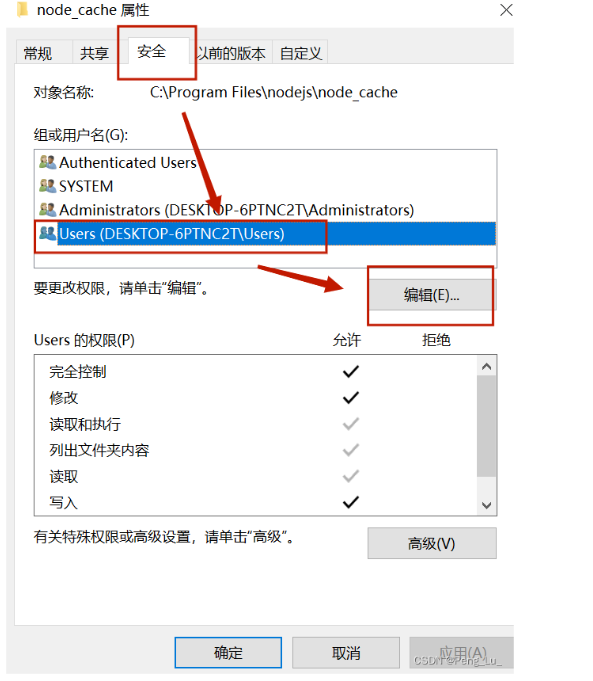 node_cache 属性
常规 共享 安全 以前的版本 自定义
对象名称: C:\Program Files\nodejs\node_cache
组或用户名(G):
Authenticated Users
SYSTEM
Administrators (DESKTOP-6PTNC2T\Administrators)
Users (DESKTOP-6PTNC2T\Users)
要更改权限，请单击“编辑”。
编辑(E)...
Users 的权限(P) 允许 拒绝
完全控制
修改
读取和执行
列出文件夹内容
读取
写入
有关特殊权限或高级设置，请单击“高级”。
高级(V)
确定 取消 应用(A)
CSDN @Peng_Lu_